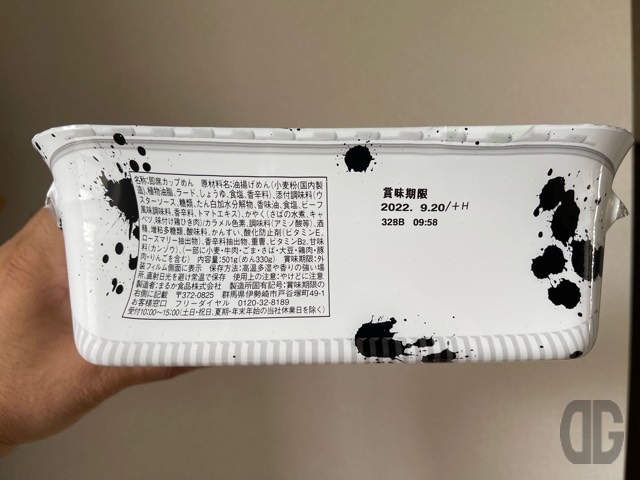 名称:即席カップめん 原材料名:油揚げめん(小麦粉(国内製
造)、植物油脂、ラード、しょうゆ、食塩、香辛料)、添付調味料(ウ
スターソース、糖類、たん白加水分解物、香味油、食塩、ビーフ
風味調味料、香辛料、トマトエキス)、かやく(さばの水煮、キャ
ベツ、味付け鶏ひき肉)/カラメル色素、調味料(アミノ酸等)、酒
精、増粘多糖類、酸味料、かんすい、酸化防止剤(ビタミンE、
ローズマリー抽出物)、香辛料抽出物、重曹、ビタミンB2、甘味
料(カンゾウ)、(一部に小麦・牛肉・ごま・さば・大豆・鶏肉・豚
肉・りんごを含む) 内容量:501g(めん330g) 賞味期限:外
装フィルム側面に表示 保存方法:高温多湿や香りの強い場
所、直射日光を避け常温で保存 使用上の注意:やけどに注意
製造者:まるか食品株式会社 製造所固有記号:賞味期限の
右側に記載 〒372-0825 群馬県伊勢崎市戸谷塚町49-1
お客様窓口 フリーダイヤル 0120-32-8189
受付10:00〜15:00(土・日・祝日、夏期・年末年始の当社休業日を除く)
賞味期限
2022. 9.20/+H
328B 09:58
DG